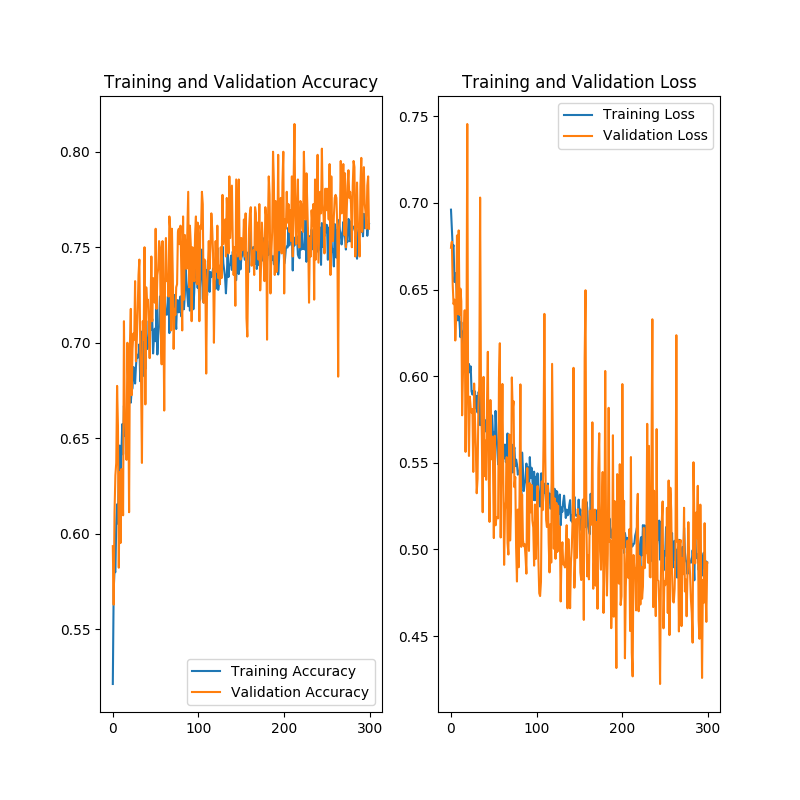 Training and Validation Accuracy
0.80
0.75
0.70
0.65
0.60
0.55
0 100 200 300
Training Accuracy
Validation Accuracy
Training and Validation Loss
0.75
0.70
0.65
0.60
0.55
0.50
0.45
0 100 200 300
Training Loss
Validation Loss